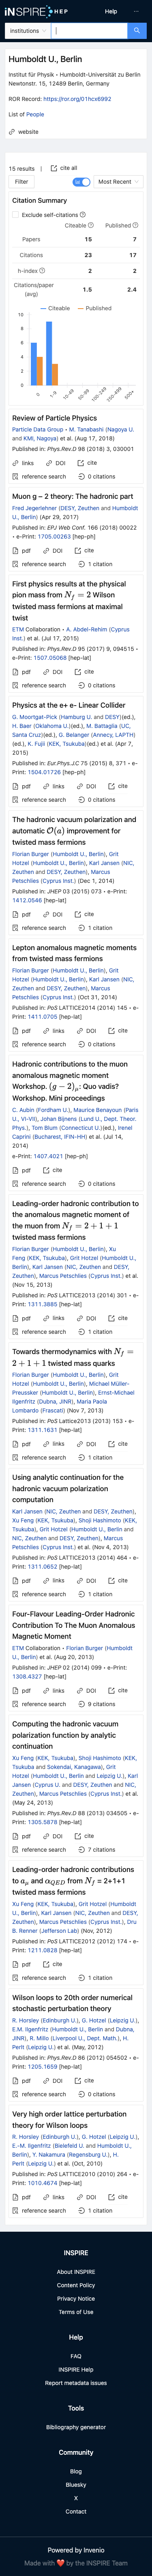 INSPIRE HEP
Help
Institutions
Humboldt U., Berlin
Institut für Physik • Humboldt-Universität zu Berlin
Newtonstr. 15, 12489 Berlin, Germany
ROR Record: https://ror.org/01hcx6992
List of People
website
15 results | cite all
Filter
Most Recent
Citation Summary
Exclude self-citations
Citeable Published
Papers 15 7
Citations 23 17
h-index 2 2
Citations/paper (avg) 1.5 2.4
Citeable Published
10
8
6
4
2
0
0 1–9 10–49 50–99 100–249 250–499 500+
Review of Particle Physics
Particle Data Group • M. Tanabashi (Nagoya U. and KMI, Nagoya) et al. (Aug 17, 2018)
Published in: Phys.Rev.D 98 (2018) 3, 030001
links DOI cite
reference search 0 citations
Muon g − 2 theory: The hadronic part
Fred Jegerlehner (DESY, Zeuthen and Humboldt U., Berlin) (Apr 29, 2017)
Published in: EPJ Web Conf. 166 (2018) 00022 • e-Print: 1705.00263 [hep-ph]
pdf DOI cite
reference search 1 citation
First physics results at the physical pion mass from N_f = 2 Wilson twisted mass fermions at maximal twist
ETM Collaboration • A. Abdel-Rehim (Cyprus Inst.) et al. (Jul 17, 2015)
Published in: Phys.Rev.D 95 (2017) 9, 094515 • e-Print: 1507.05068 [hep-lat]
pdf DOI cite
reference search 0 citations
Physics at the e+ e- Linear Collider
G. Moortgat-Pick (Hamburg U. and DESY)(ed.), H. Baer (Oklahoma U.)(ed.), M. Battaglia (UC, Santa Cruz)(ed.), G. Belanger (Annecy, LAPTH)(ed.), K. Fujii (KEK, Tsukuba)(ed.) et al. (Apr 7, 2015)
Published in: Eur.Phys.J.C 75 (2015) 8, 371 • e-Print: 1504.01726 [hep-ph]
pdf links DOI cite
reference search 0 citations
The hadronic vacuum polarization and automatic O(a) improvement for twisted mass fermions
Florian Burger (Humboldt U., Berlin), Grit Hotzel (Humboldt U., Berlin), Karl Jansen (NIC, Zeuthen and DESY, Zeuthen), Marcus Petschlies (Cyprus Inst.) (Dec 1, 2014)
Published in: JHEP 03 (2015) 073 • e-Print: 1412.0546 [hep-lat]
pdf DOI cite
reference search 1 citation
Lepton anomalous magnetic moments from twisted mass fermions
Florian Burger (Humboldt U., Berlin), Grit Hotzel (Humboldt U., Berlin), Karl Jansen (NIC, Zeuthen and DESY, Zeuthen), Marcus Petschlies (Cyprus Inst.) (Oct 31, 2014)
Published in: PoS LATTICE2014 (2014) 145 • e-Print: 1411.0705 [hep-lat]
pdf links DOI cite
reference search 0 citations
Hadronic contributions to the muon anomalous magnetic moment Workshop. (g − 2)_μ: Quo vadis? Workshop. Mini proceedings
C. Aubin (Fordham U.), Maurice Benayoun (Paris U., VI-VII), Johan Bijnens (Lund U., Dept. Theor. Phys.), Tom Blum (Connecticut U.)(ed.), Irenel Caprini (Bucharest, IFIN-HH) et al. (Jul 14, 2014)
e-Print: 1407.4021 [hep-ph]
pdf cite
reference search 0 citations
Leading-order hadronic contributions to the anomalous magnetic moment of the muon from N_f = 2 + 1 + 1 twisted mass fermions
Florian Burger (Humboldt U., Berlin), Xu Feng (KEK, Tsukuba), Grit Hotzel (Humboldt U., Berlin), Karl Jansen (NIC, Zeuthen and DESY, Zeuthen), Marcus Petschlies (Cyprus Inst.) et al. (Nov 15, 2013)
Published in: PoS LATTICE2013 (2014) 301 • e-Print: 1311.3885 [hep-lat]
pdf links DOI cite
reference search 1 citation
Towards thermodynamics with N_f = 2 + 1 + 1 twisted mass quarks
Florian Burger (Humboldt U., Berlin), Grit Hotzel (Humboldt U., Berlin), Michael Müller-Preussker (Humboldt U., Berlin), Ernst-Michael Ilgenfritz (Dubna, JINR), Maria Paola Lombardo (Frascati) (Nov 7, 2013)
Published in: PoS Lattice2013 (2013) 153 • e-Print: 1311.1631 [hep-lat]
pdf links DOI cite
reference search 1 citation
Using analytic continuation for the hadronic vacuum polarization computation
Karl Jansen (NIC, Zeuthen and DESY, Zeuthen), Xu Feng (KEK, Tsukuba), Shoji Hashimoto (KEK, Tsukuba), Grit Hotzel (Humboldt U., Berlin and NIC, Zeuthen and DESY, Zeuthen), Marcus Petschlies (Cyprus Inst.) et al. (Nov 4, 2013)
Published in: PoS LATTICE2013 (2014) 464 • e-Print: 1311.0652 [hep-lat]
pdf links DOI cite
reference search 1 citation
Four-Flavour Leading-Order Hadronic Contribution To The Muon Anomalous Magnetic Moment
ETM Collaboration • Florian Burger (Humboldt U., Berlin) et al. (Aug 20, 2013)
Published in: JHEP 02 (2014) 099 • e-Print: 1308.4327 [hep-lat]
pdf links DOI cite
reference search 9 citations
Computing the hadronic vacuum polarization function by analytic continuation
Xu Feng (KEK, Tsukuba), Shoji Hashimoto (KEK, Tsukuba and Sokendai, Kanagawa), Grit Hotzel (Humboldt U., Berlin and Leipzig U.), Karl Jansen (Cyprus U. and DESY, Zeuthen and NIC, Zeuthen), Marcus Petschlies (Cyprus Inst.) et al. (May 24, 2013)
Published in: Phys.Rev.D 88 (2013) 034505 • e-Print: 1305.5878 [hep-lat]
pdf DOI cite
reference search 7 citations
Leading-order hadronic contributions to a_μ and α_QED from N_f = 2+1+1 twisted mass fermions
Xu Feng (KEK, Tsukuba), Grit Hotzel (Humboldt U., Berlin), Karl Jansen (NIC, Zeuthen and DESY, Zeuthen), Marcus Petschlies (Cyprus Inst.), Dru B. Renner (Jefferson Lab) (Nov, 2012)
Published in: PoS LATTICE2012 (2012) 174 • e-Print: 1211.0828 [hep-lat]
pdf cite
reference search 1 citation
Wilson loops to 20th order numerical stochastic perturbation theory
R. Horsley (Edinburgh U.), G. Hotzel (Leipzig U.), E.M. Ilgenfritz (Humboldt U., Berlin and Dubna, JINR), R. Millo (Liverpool U., Dept. Math.), H. Perlt (Leipzig U.) et al. (May, 2012)
Published in: Phys.Rev.D 86 (2012) 054502 • e-Print: 1205.1659 [hep-lat]
pdf DOI cite
reference search 0 citations
Very high order lattice perturbation theory for Wilson loops
R. Horsley (Edinburgh U.), G. Hotzel (Leipzig U.), E.-M. Ilgenfritz (Bielefeld U. and Humboldt U., Berlin), Y. Nakamura (Regensburg U.), H. Perlt (Leipzig U.) et al. (Oct, 2010)
Published in: PoS LATTICE2010 (2010) 264 • e-Print: 1010.4674 [hep-lat]
pdf links DOI cite
reference search 1 citation
INSPIRE
About INSPIRE
Content Policy
Privacy Notice
Terms of Use
Help
FAQ
INSPIRE Help
Report metadata issues
Tools
Bibliography generator
Community
Blog
Bluesky
X
Contact
Powered by Invenio
Made with ❤ by the INSPIRE Team